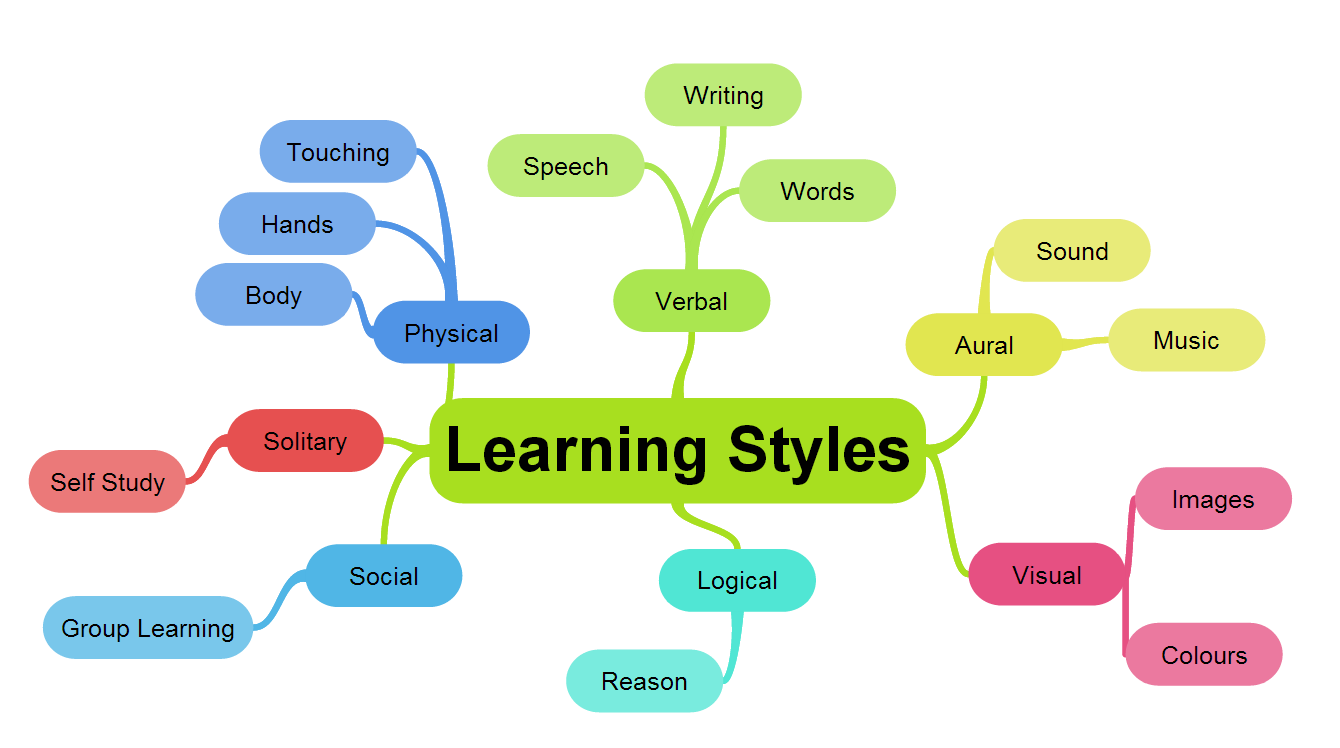 Learning Styles
Verbal
Speech
Writing
Words
Aural
Sound
Music
Visual
Images
Colours
Logical
Reason
Social
Group Learning
Solitary
Self Study
Physical
Body
Hands
Touching